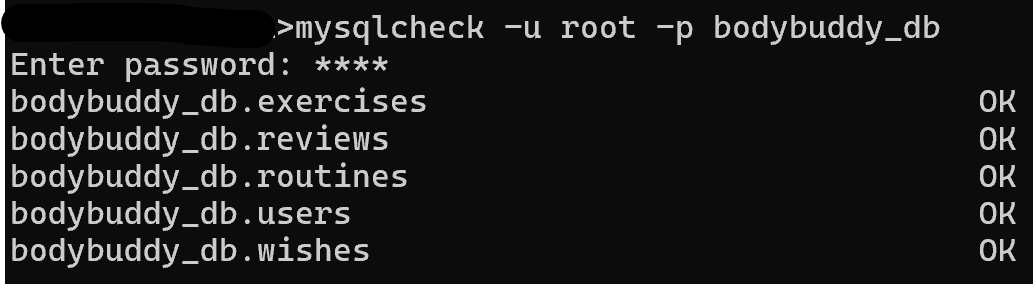 >mysqlcheck -u root -p bodybuddy_db
Enter password: ****
bodybuddy_db.exercises OK
bodybuddy_db.reviews OK
bodybuddy_db.routines OK
bodybuddy_db.users OK
bodybuddy_db.wishes OK